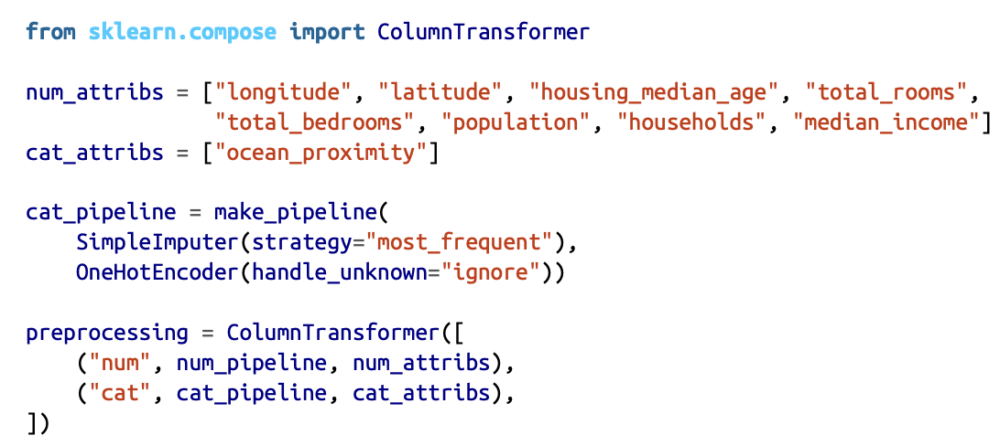 from sklearn.compose import ColumnTransformer

num_attribs = ["longitude", "latitude", "housing_median_age", "total_rooms",
               "total_bedrooms", "population", "households", "median_income"]
cat_attribs = ["ocean_proximity"]

cat_pipeline = make_pipeline(
    SimpleImputer(strategy="most_frequent"),
    OneHotEncoder(handle_unknown="ignore"))

preprocessing = ColumnTransformer([
    ("num", num_pipeline, num_attribs),
    ("cat", cat_pipeline, cat_attribs),
])